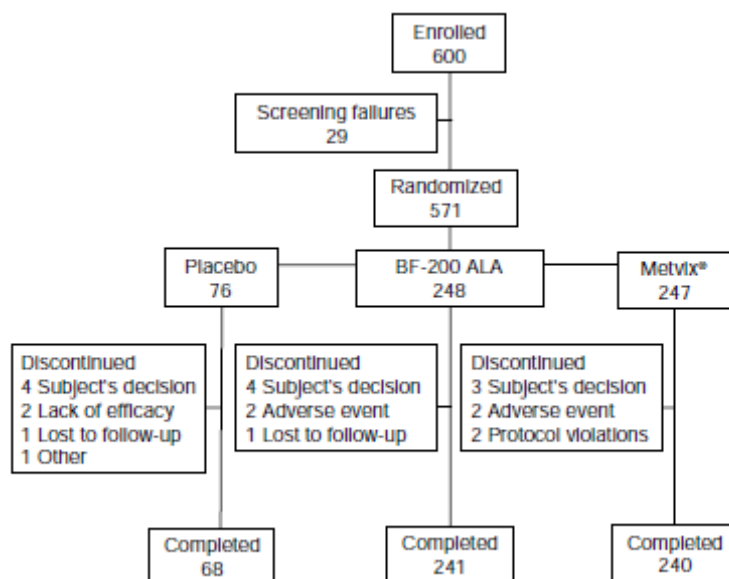 Enrolled
600
Screening failures
29
Randomized
571
Placebo
76
BF-200 ALA
248
Metvix®
247
Discontinued
4 Subject's decision
2 Lack of efficacy
1 Lost to follow-up
1 Other
Discontinued
4 Subject's decision
2 Adverse event
1 Lost to follow-up
Discontinued
3 Subject's decision
2 Adverse event
2 Protocol violations
Completed
68
Completed
241
Completed
240